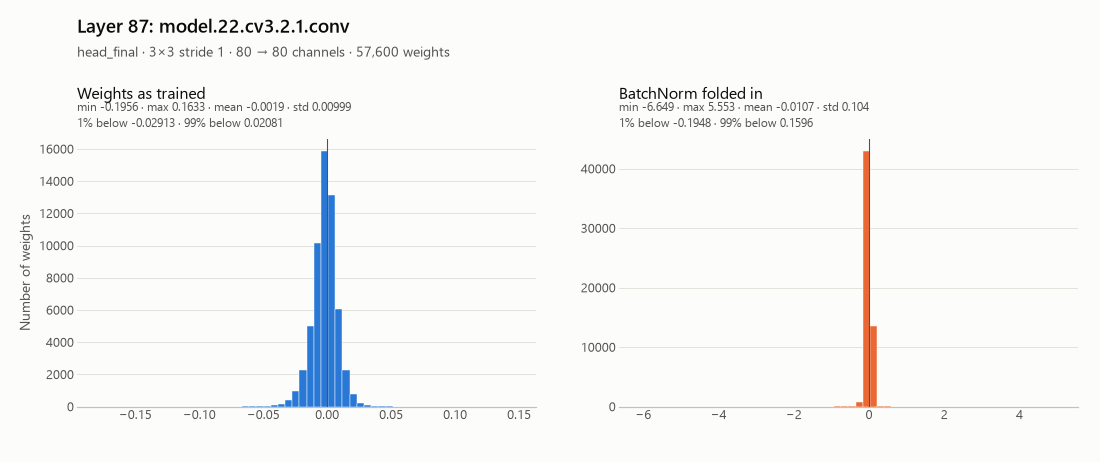 Layer 87: model.22.cv3.2.1.conv
head_final · 3×3 stride 1 · 80 → 80 channels · 57,600 weights
Weights as trained
min -0.1956 · max 0.1633 · mean -0.0019 · std 0.00999
1% below -0.02913 · 99% below 0.02081
16000
14000
12000
10000
8000
6000
4000
2000
0
Number of weights
−0.15 −0.10 −0.05 0.00 0.05 0.10 0.15
BatchNorm folded in
min -6.649 · max 5.553 · mean -0.0107 · std 0.104
1% below -0.1948 · 99% below 0.1596
40000
30000
20000
10000
0
−6 −4 −2 0 2 4